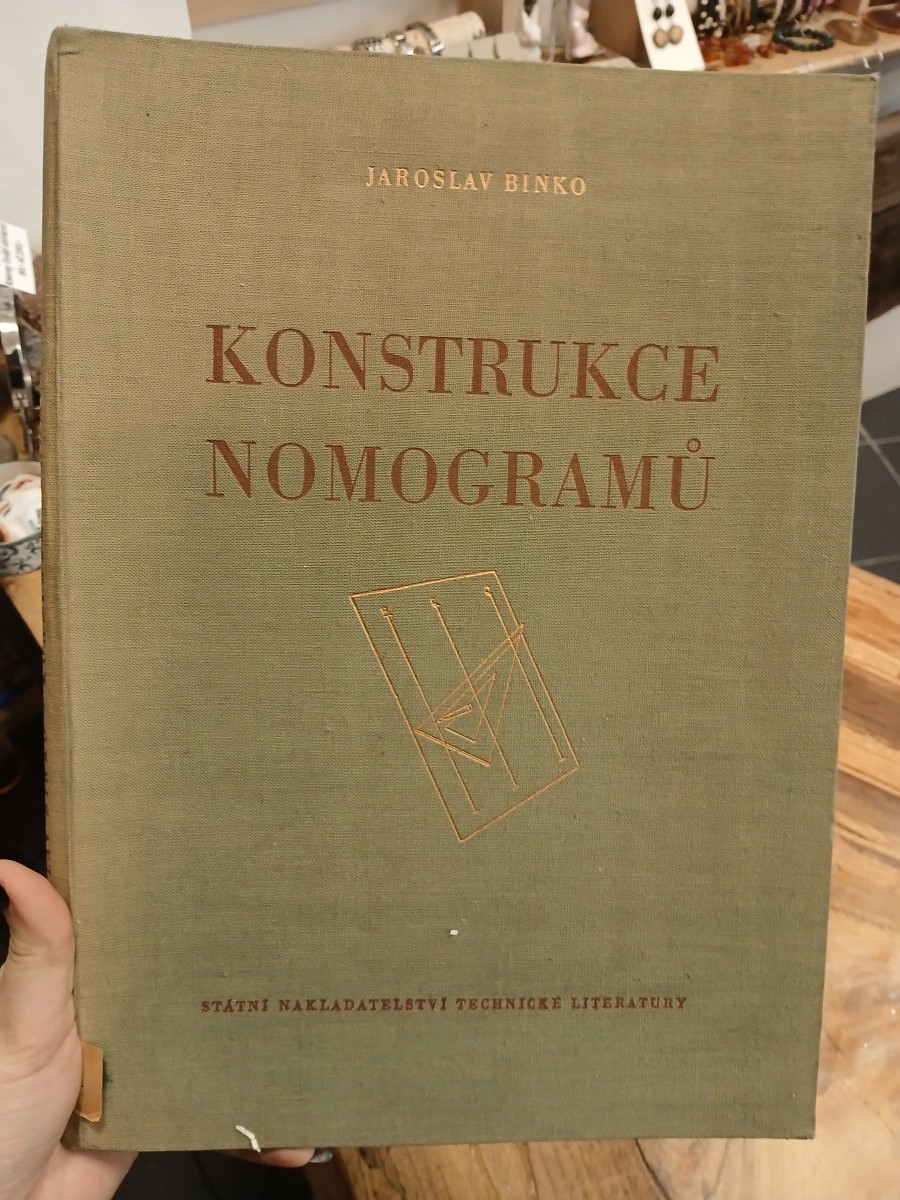 JAROSLAV BINKO
KONSTRUKCE
NOMOGRAMŮ
STÁTNÍ NAKLADATELSTVÍ TECHNICKÉ LITERATURY